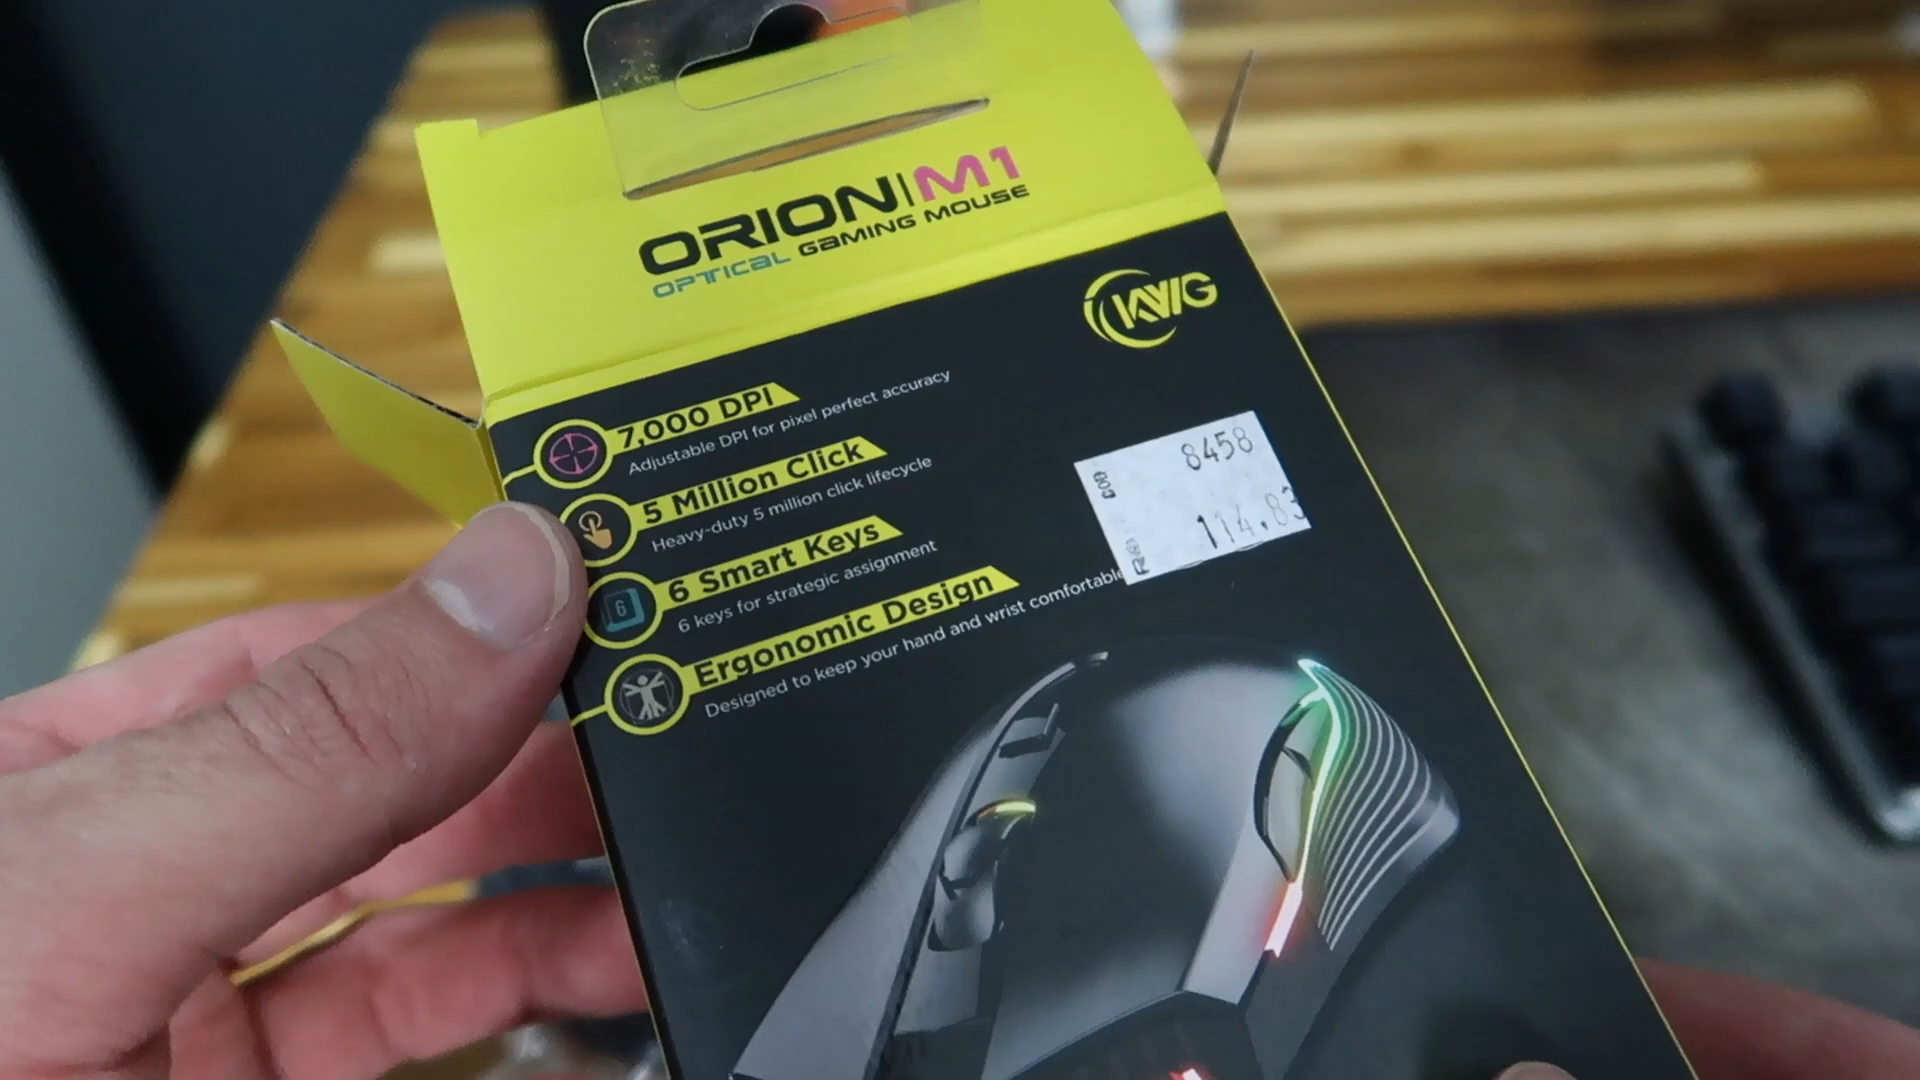 ORION|M1
OPTICAL GAMING MOUSE
KWG
7,000 DPI
Adjustable DPI for pixel perfect accuracy
5 Million Click
Heavy-duty 5 million click lifecycle
6 Smart Keys
6 keys for strategic assignment
6
Ergonomic Design
Designed to keep your hand and wrist comfortable
8458
114.83